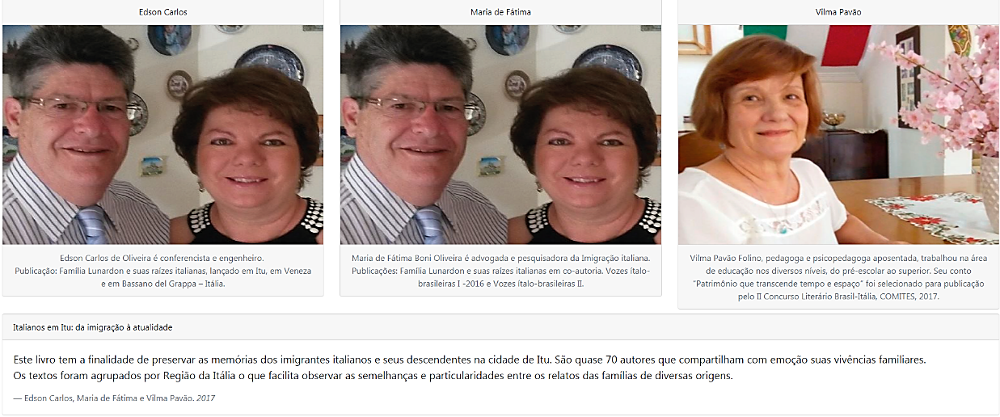 Edson Carlos
Edson Carlos de Oliveira é conferencista e engenheiro.
Publicação: Família Lunardon e suas raízes italianas, lançado em Itu, em Veneza
e em Bassano del Grappa – Itália.
Maria de Fátima
Maria de Fátima Boni Oliveira é advogada e pesquisadora da Imigração italiana.
Publicações: Família Lunardon e suas raízes italianas em co-autoria. Vozes ítalo-
brasileiras I -2016 e Vozes ítalo-brasileiras II.
Vilma Pavão
Vilma Pavão Folino, pedagoga e psicopedagoga aposentada, trabalhou na área
de educação nos diversos níveis, do pré-escolar ao superior. Seu conto
“Patrimônio que transcende tempo e espaço” foi selecionado para publicação
pelo II Concurso Literário Brasil-Itália, COMITES, 2017.
Italianos em Itu: da imigração à atualidade
Este livro tem a finalidade de preservar as memórias dos imigrantes italianos e seus descendentes na cidade de Itu. São quase 70 autores que compartilham com emoção suas vivências familiares.
Os textos foram agrupados por Região da Itália o que facilita observar as semelhanças e particularidades entre os relatos das famílias de diversas origens.
— Edson Carlos, Maria de Fátima e Vilma Pavão. 2017